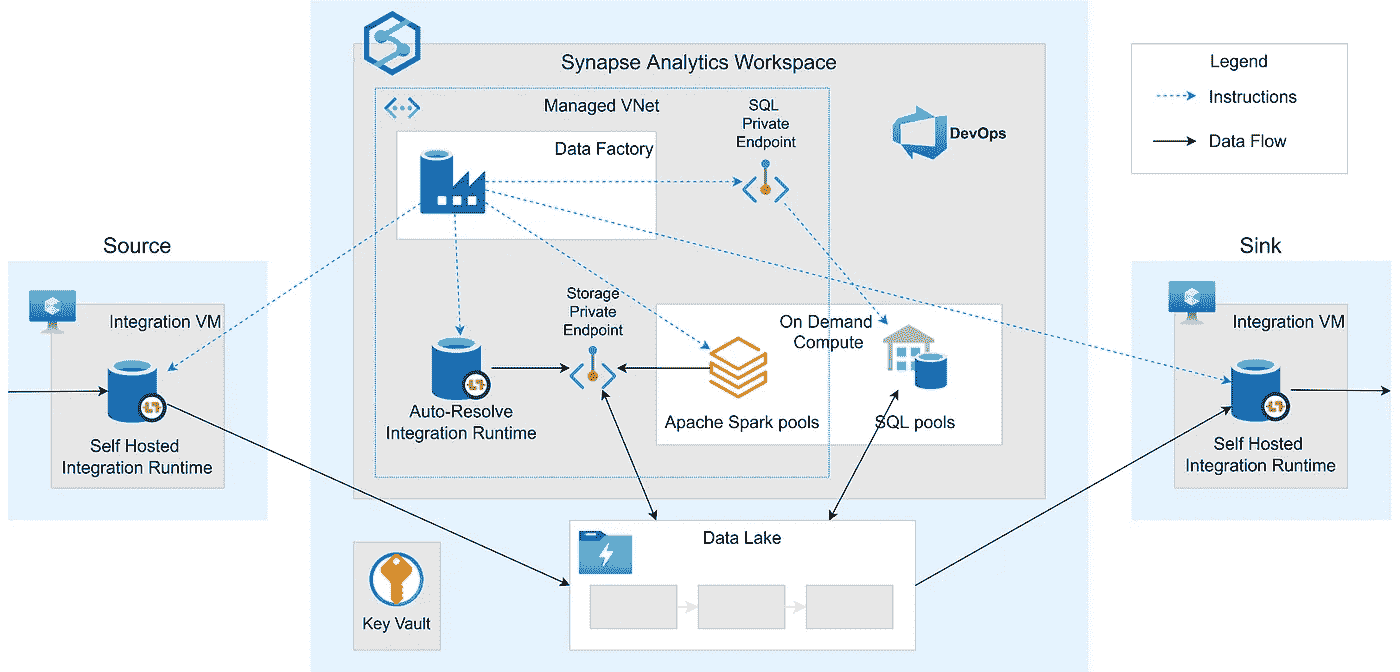 Synapse Analytics Workspace
Legend
Instructions
Data Flow
Managed VNet
SQL
Private
Endpoint
DevOps
Data Factory
Source
Integration VM
Self Hosted
Integration Runtime
Storage
Private
Endpoint
Auto-Resolve
Integration Runtime
On Demand
Compute
Apache Spark pools
SQL pools
Sink
Integration VM
Self Hosted
Integration Runtime
Data Lake
Key Vault